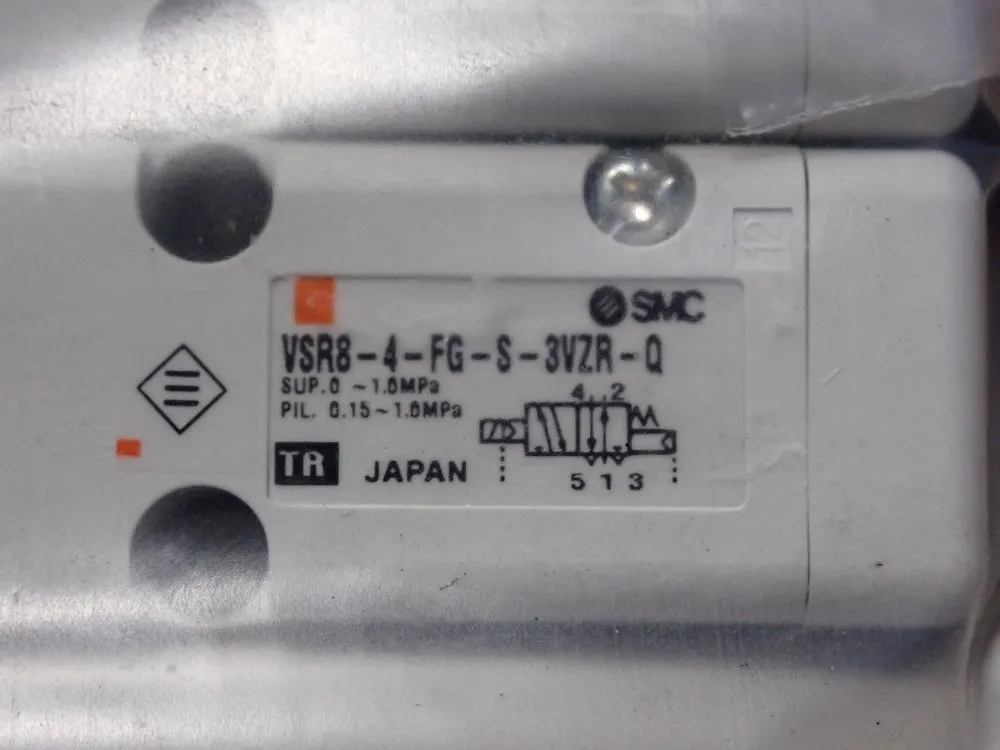 12
SMC
VSR8-4-FG-S-3VZR-Q
SUP.0 ~1.0MPa
PIL. 0.15~1.0MPa
4 2
JAPAN
5 1 3